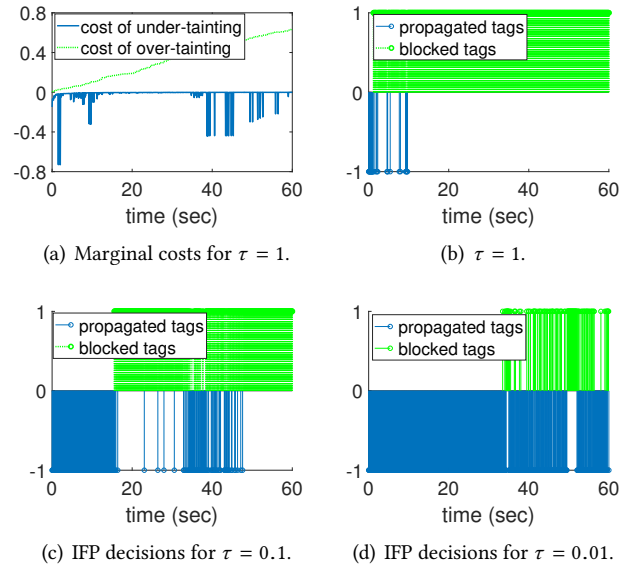 0.8
cost of under-tainting
cost of over-tainting
0.4
0
-0.4
-0.8
0 20 40 60
time (sec)
(a) Marginal costs for τ = 1.
1
propagated tags
blocked tags
0
-1
0 20 40 60
time (sec)
(b) τ = 1.
1
propagated tags
blocked tags
0
-1
0 20 40 60
time (sec)
(c) IFP decisions for τ = 0.1.
1
propagated tags
blocked tags
0
-1
0 20 40 60
time (sec)
(d) IFP decisions for τ = 0.01.